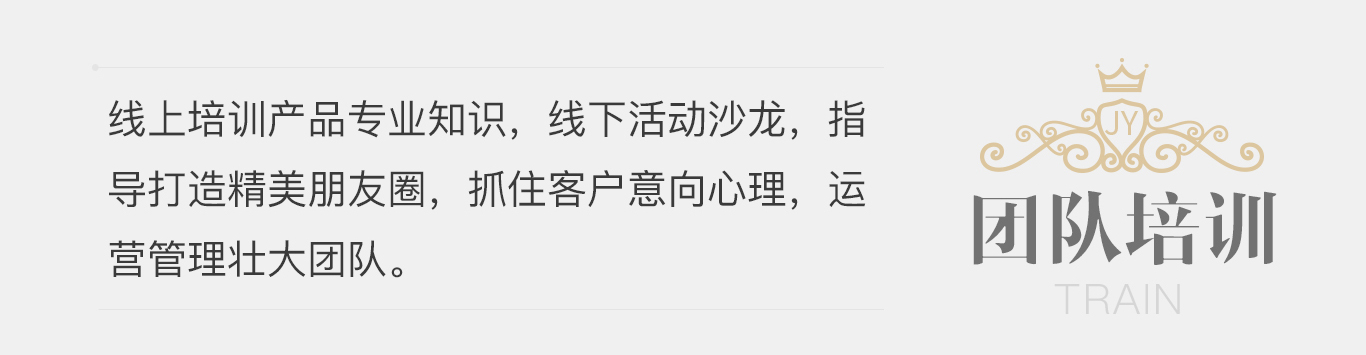 线上培训产品专业知识，线下活动沙龙，指
导打造精美朋友圈，抓住客户意向心理，运
营管理壮大团队。
JY
团队培训
TRAIN